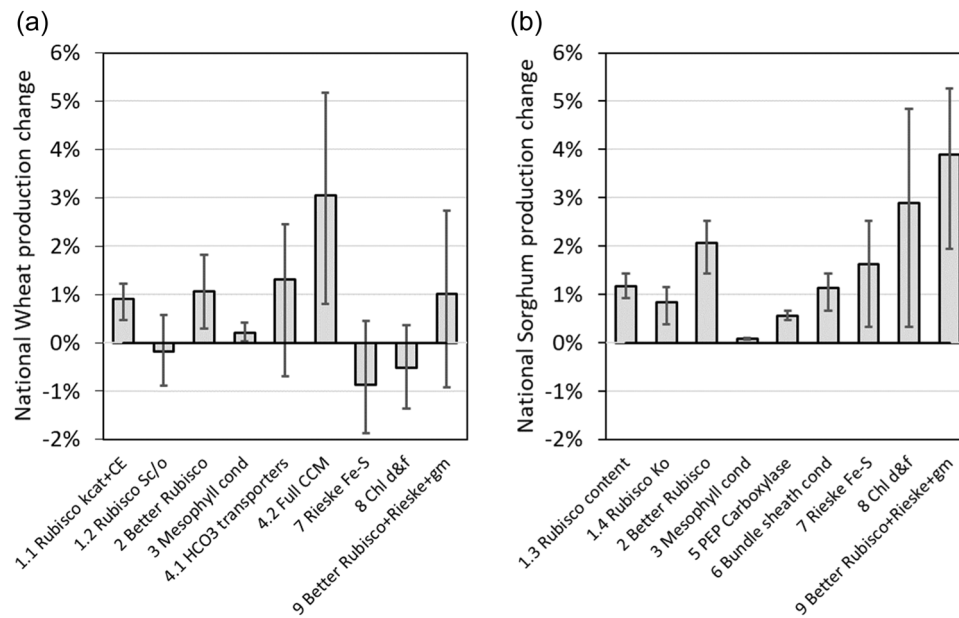 (a)
National Wheat production change
6%
5%
4%
3%
2%
1%
0%
-1%
-2%
1.1 Rubisco kcat+CE
1.2 Rubisco Sc/o
2 Better Rubisco
3 Mesophyll cond
4.1 HCO3 transporters
4.2 Full CCM
7 Rieske Fe-S
8 Chl d&f
9 Better Rubisco+Rieske+gm
(b)
National Sorghum production change
6%
5%
4%
3%
2%
1%
0%
-1%
-2%
1.3 Rubisco content
1.4 Rubisco Ko
2 Better Rubisco
3 Mesophyll cond
5 PEP Carboxylase
6 Bundle sheath cond
7 Rieske Fe-S
8 Chl d&f
9 Better Rubisco+Rieske+gm